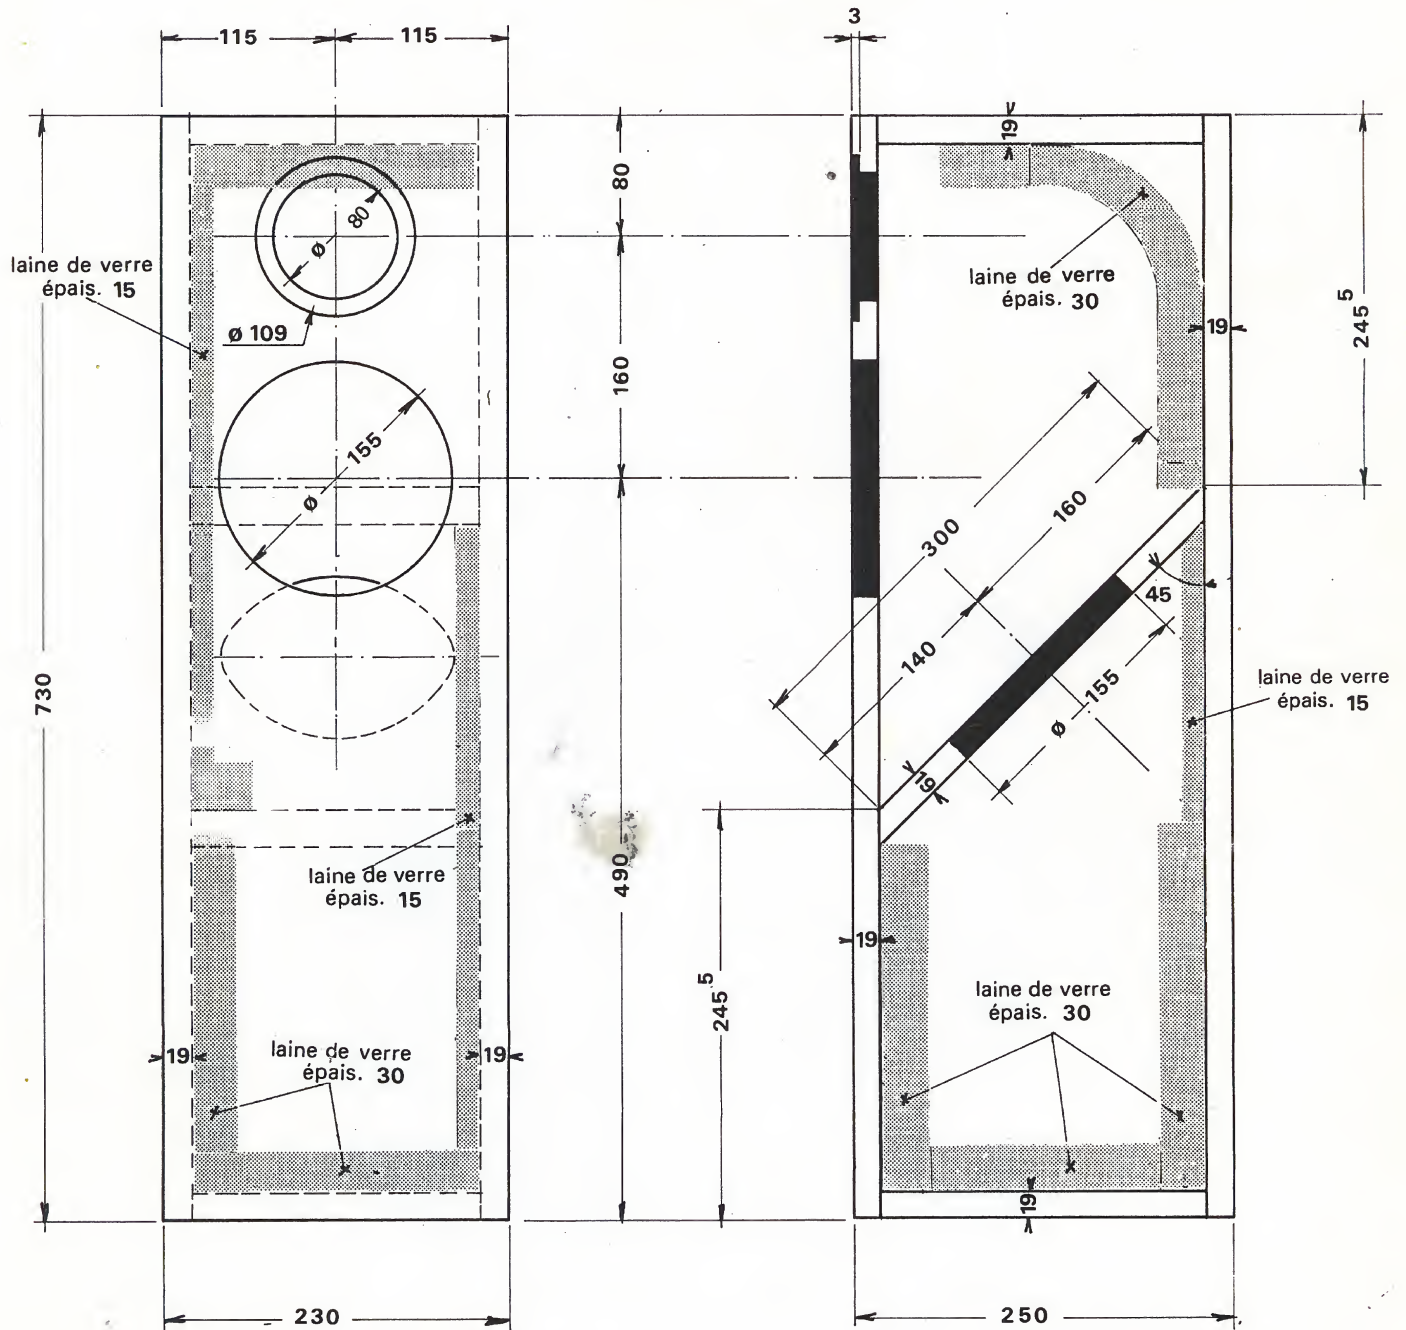 115
115
3
80
19
laine de verre
épais. 15
Ø 80
laine de verre
épais. 30
245 5
Ø 109
19
160
Ø 155
300
160
140
45
730
Ø 155
laine de verre
épais. 15
19
490
laine de verre
épais. 15
19
245 5
laine de verre
épais. 30
19
laine de verre
épais. 30
19
19
230
250